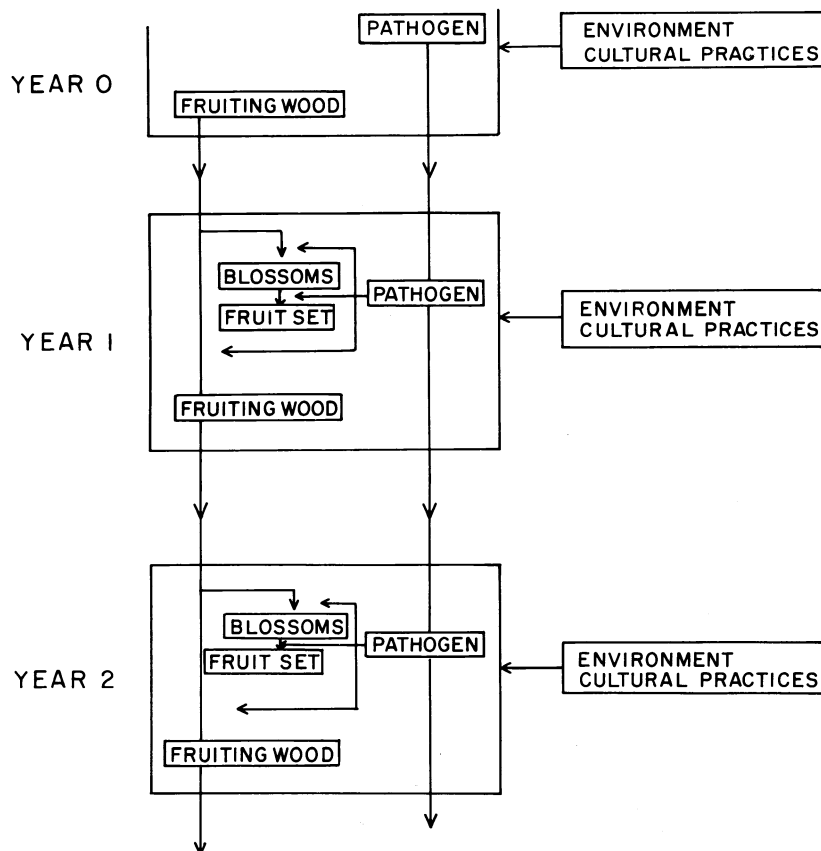 PATHOGEN
ENVIRONMENT
CULTURAL PRACTICES
YEAR 0
FRUITING WOOD
BLOSSOMS
PATHOGEN
FRUIT SET
ENVIRONMENT
CULTURAL PRACTICES
YEAR 1
FRUITING WOOD
BLOSSOMS
PATHOGEN
FRUIT SET
ENVIRONMENT
CULTURAL PRACTICES
YEAR 2
FRUITING WOOD